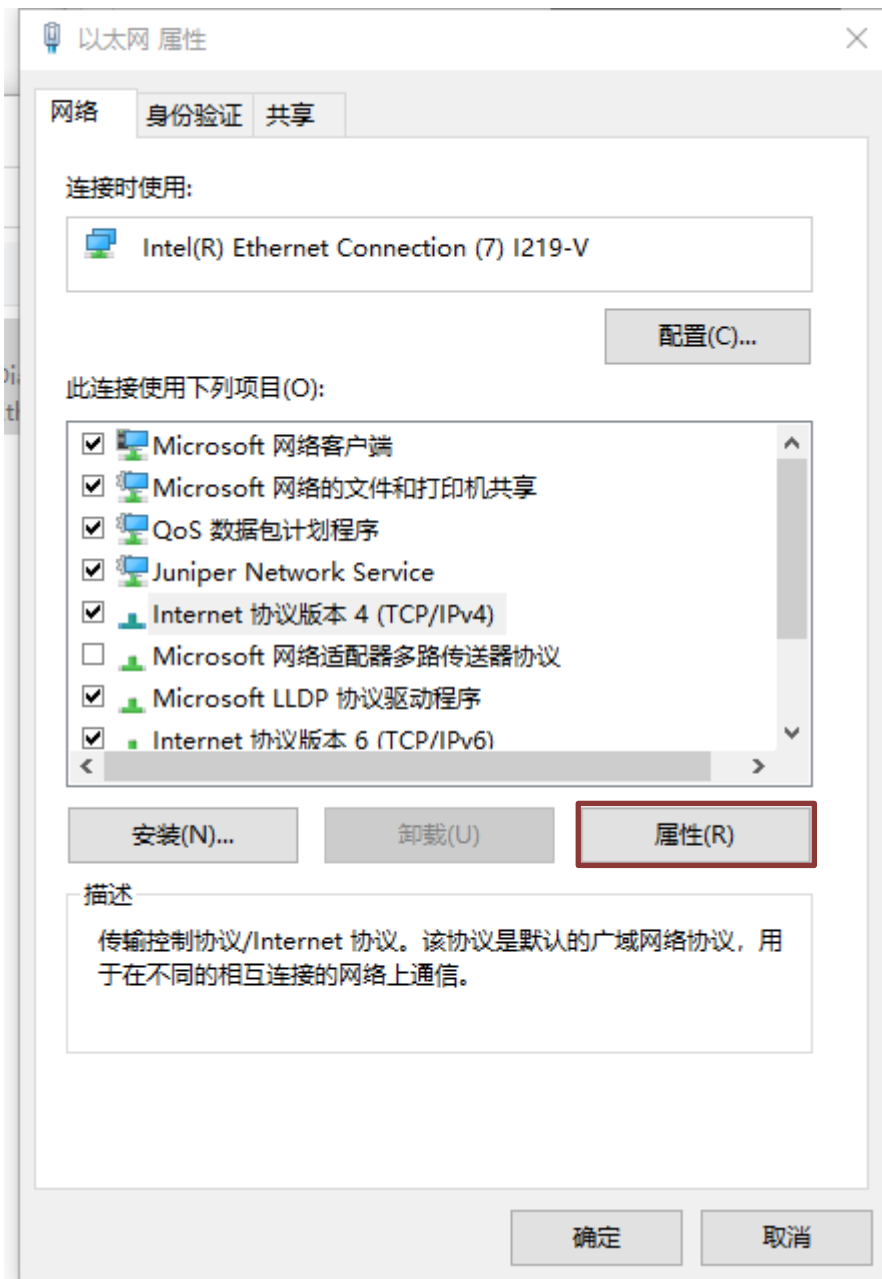 以太网 属性
网络
身份验证
共享
连接时使用:
Intel(R) Ethernet Connection (7) I219-V
配置(C)...
此连接使用下列项目(O):
Microsoft 网络客户端
Microsoft 网络的文件和打印机共享
QoS 数据包计划程序
Juniper Network Service
Internet 协议版本 4 (TCP/IPv4)
Microsoft 网络适配器多路传送器协议
Microsoft LLDP 协议驱动程序
Internet 协议版本 6 (TCP/IPv6)
安装(N)...
卸载(U)
属性(R)
描述
传输控制协议/Internet 协议。该协议是默认的广域网络协议，用
于在不同的相互连接的网络上通信。
确定
取消